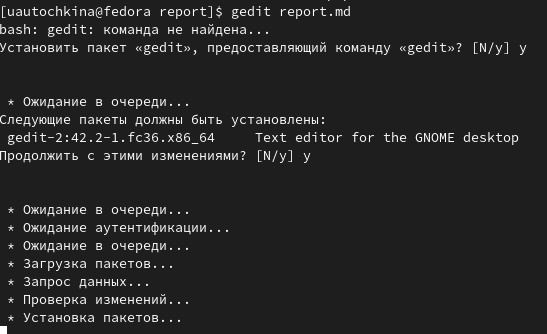 [uautochkina@fedora report]$ gedit report.md
bash: gedit: команда не найдена...
Установить пакет «gedit», предоставляющий команду «gedit»? [N/y] y
* Ожидание в очереди...
Следующие пакеты должны быть установлены:
gedit-2:42.2-1.fc36.x86_64 Text editor for the GNOME desktop
Продолжить с этими изменениями? [N/y] y
* Ожидание в очереди...
* Ожидание аутентификации...
* Ожидание в очереди...
* Загрузка пакетов...
* Запрос данных...
* Проверка изменений...
* Установка пакетов...